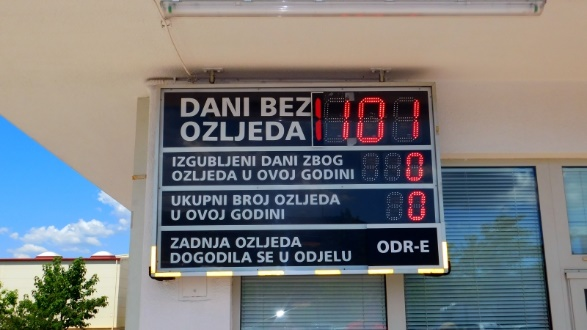 DANI BEZ
OZLJEDA 1101
IZGUBLJENI DANI ZBOG
OZLJEDA U OVOJ GODINI 0
UKUPNI BROJ OZLJEDA
U OVOJ GODINI 0
ZADNJA OZLJEDA
DOGODILA SE U ODJELU ODR-E